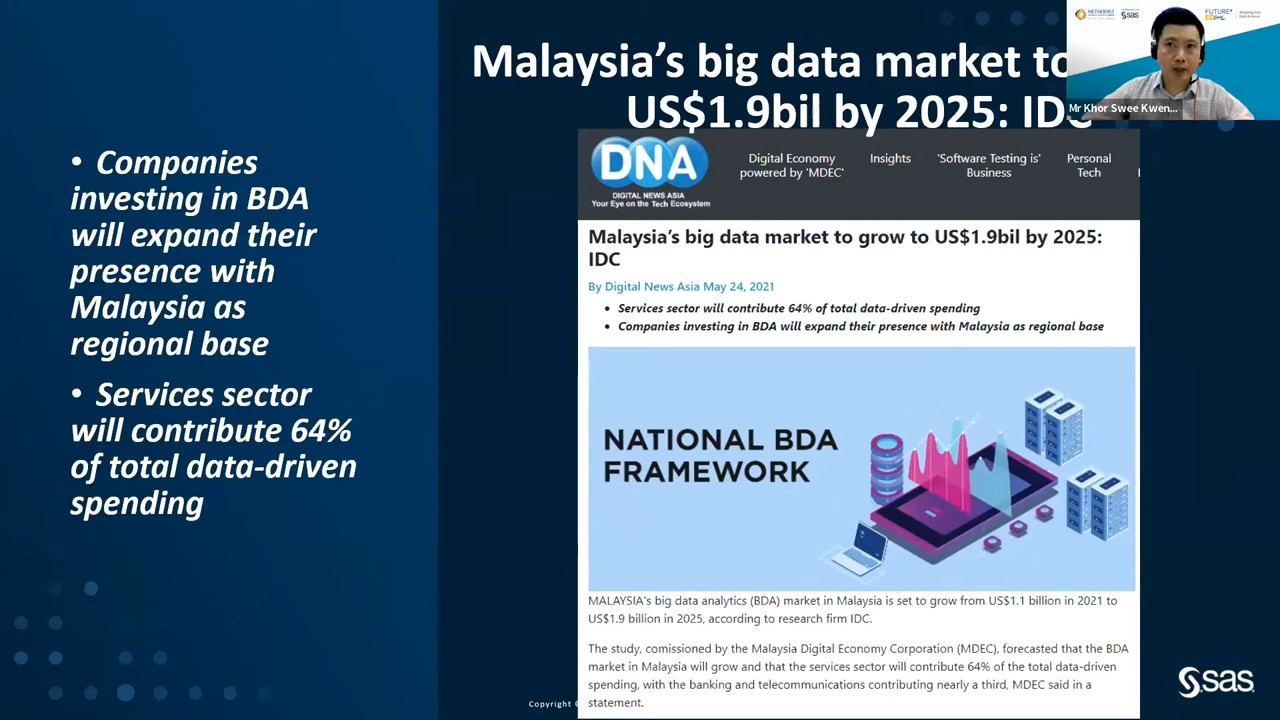 Malaysia's big data market to
US$1.9bil by 2025: IDC
METHODIST
sas
FUTURE
Mr Khor Swee Kwen...
• Companies
investing in BDA
will expand their
presence with
Malaysia as
regional base
• Services sector
will contribute 64%
of total data-driven
spending
DNA
DIGITAL NEWS ASIA
Your Eye on the Tech Ecosystem
Digital Economy
powered by 'MDEC'
Insights
'Software Testing is'
Business
Personal
Tech
Malaysia's big data market to grow to US$1.9bil by 2025:
IDC
By Digital News Asia May 24, 2021
• Services sector will contribute 64% of total data-driven spending
• Companies investing in BDA will expand their presence with Malaysia as regional base
NATIONAL BDA
FRAMEWORK
MALAYSIA's big data analytics (BDA) market in Malaysia is set to grow from US$1.1 billion in 2021 to
US$1.9 billion in 2025, according to research firm IDC.
The study, comissioned by the Malaysia Digital Economy Corporation (MDEC), forecasted that the BDA
market in Malaysia will grow and that the services sector will contribute 64% of the total data-driven
spending, with the banking and telecommunications contributing nearly a third, MDEC said in a
statement.
Copyright ©
sas